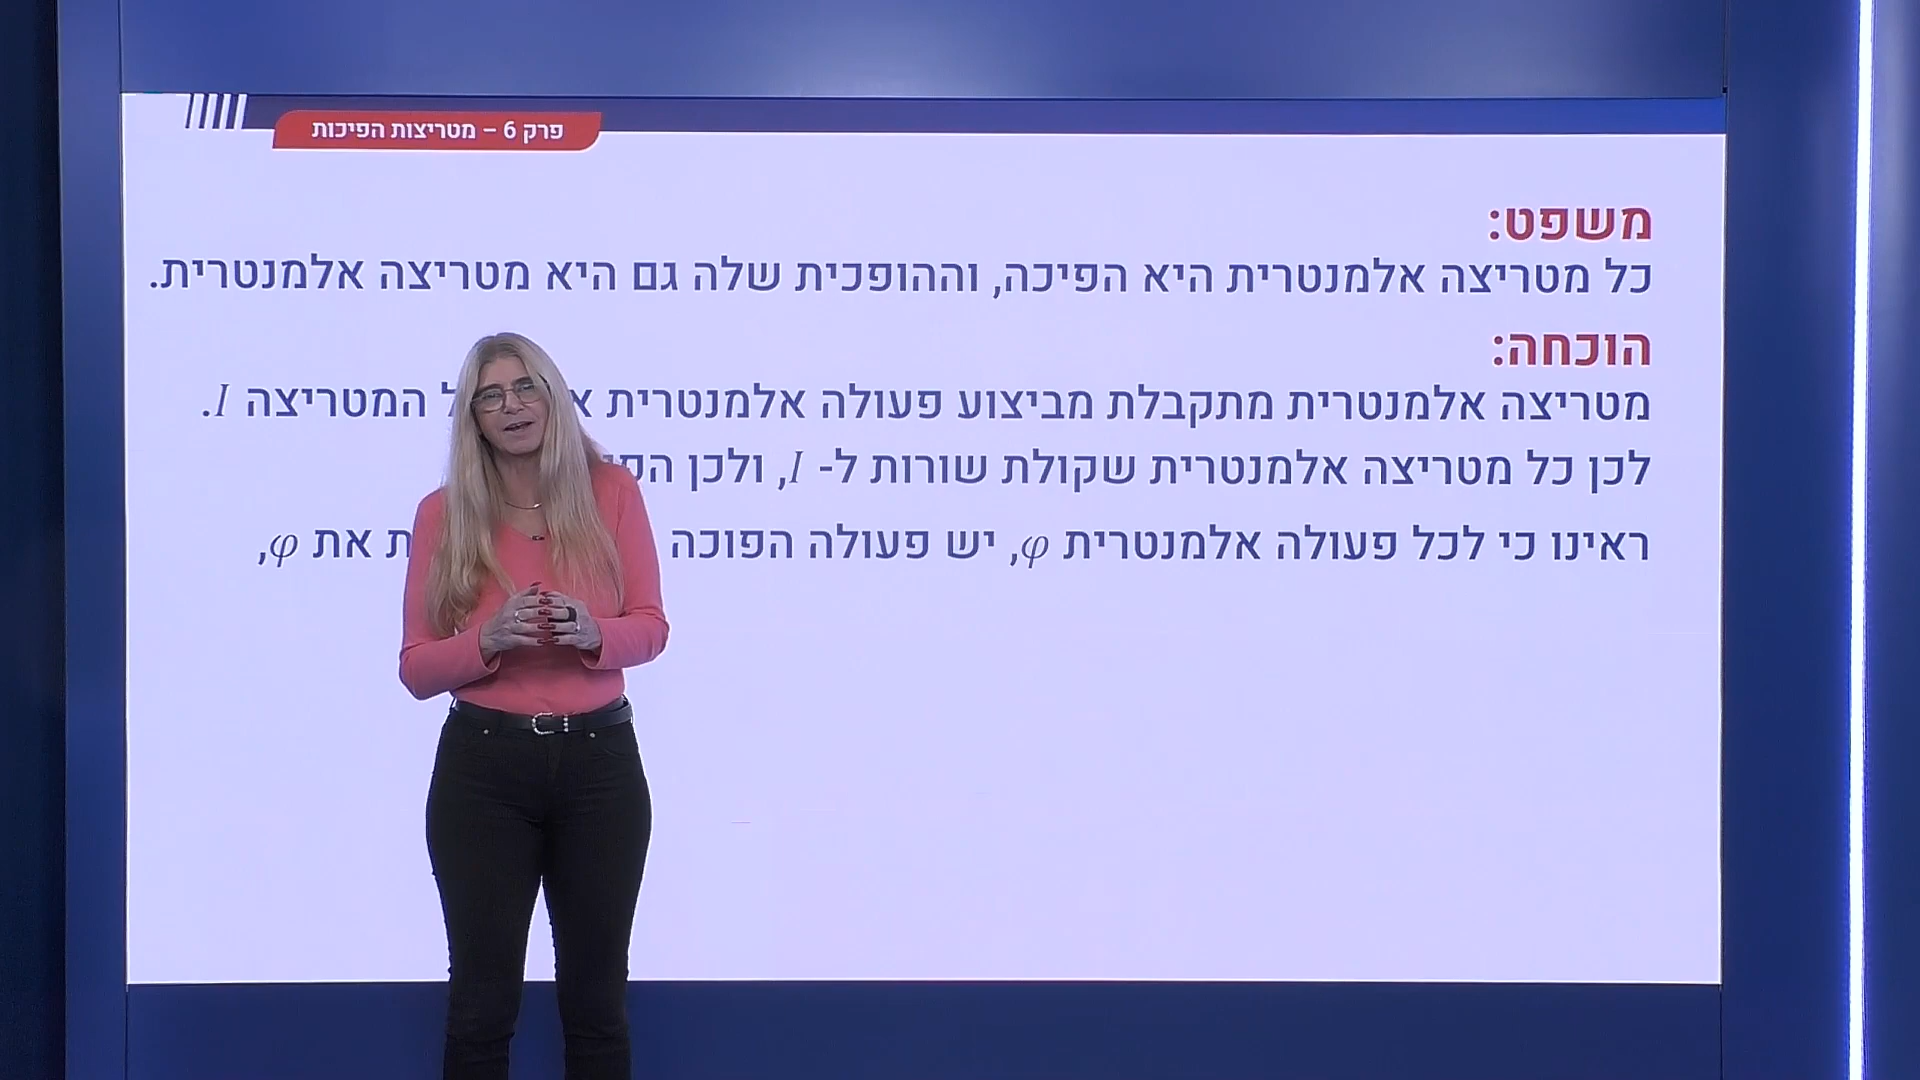 פרק 6 – מטריצות הפיכות
משפט:
כל מטריצה אלמנטרית היא הפיכה, וההופכית שלה גם היא מטריצה אלמנטרית.
הוכחה:
מטריצה אלמנטרית מתקבלת מביצוע פעולה אלמנטרית המטריצה I.
לכן כל מטריצה אלמנטרית שקולת שורות ל- I, ולכן
ראינו כי לכל פעולה אלמנטרית φ, יש פעולה הפוכה את φ,